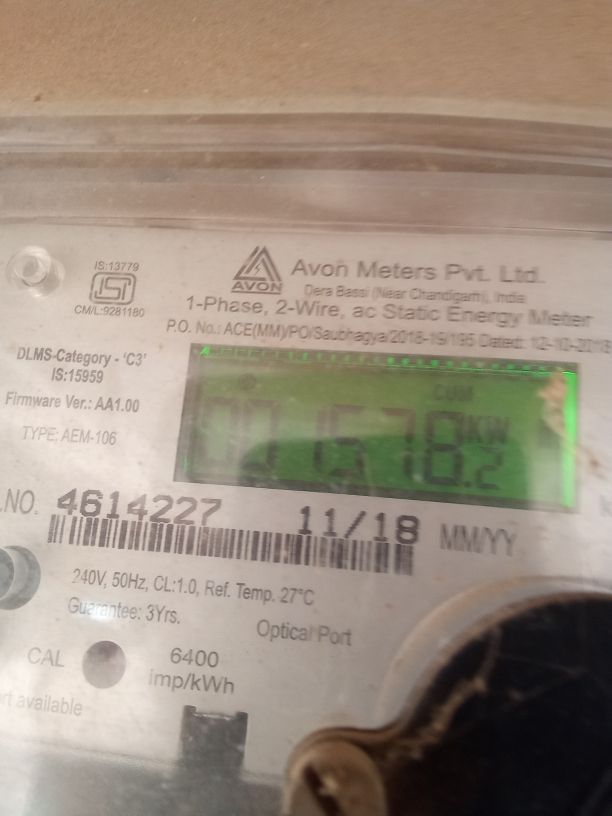 IS:13779
ISI
CM/L:9281180
AVON
Avon Meters Pvt. Ltd.
Dera Bassi (Near Chandigarh), India
1-Phase, 2-Wire, ac Static Energy Meter
P.O. No.: ACE(MM)/PO/Saubhagya/2018-19/195 Dated: 12-10-2018
DLMS-Category - 'C3'
IS:15959
Firmware Ver.: AA1.00
TYPE: AEM-106
CUM
001578.2
KW
.NO. 4614227 11/18 MM/YY
240V, 50Hz, CL:1.0, Ref. Temp. 27°C
Guarantee: 3Yrs.
Optical Port
CAL
6400
imp/kWh
available